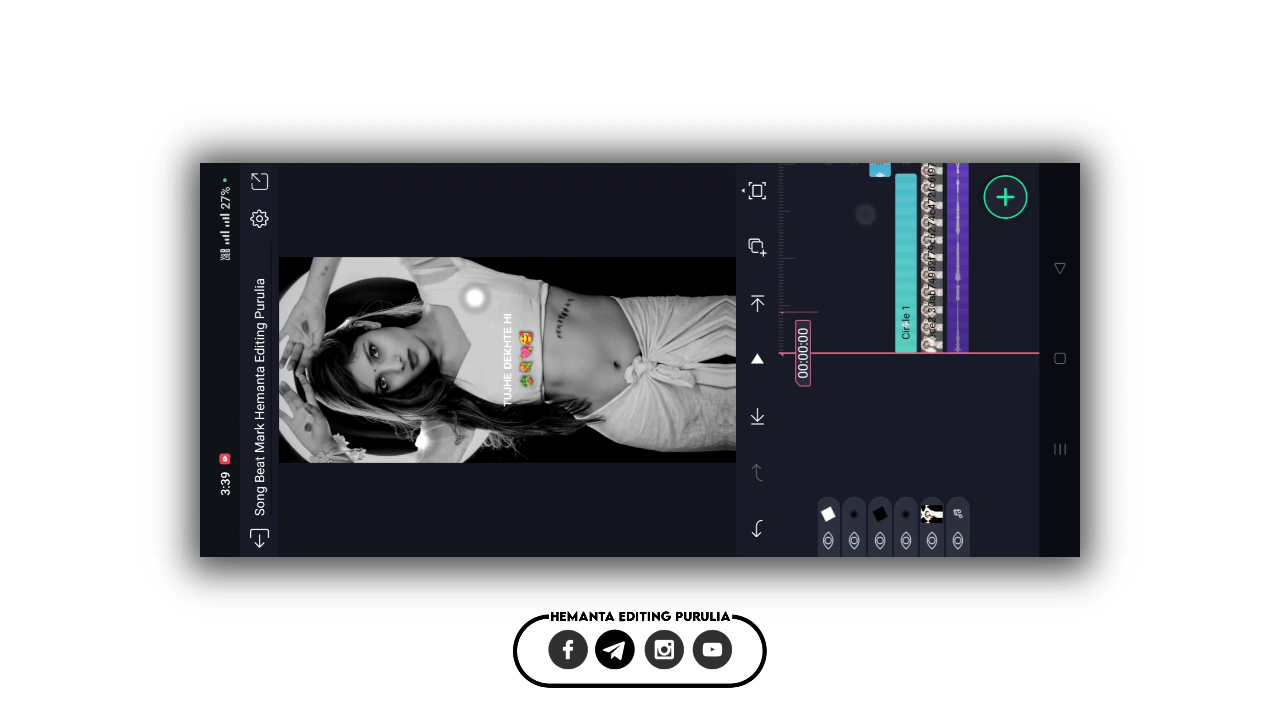 3:39
27%
Song Beat Mark Hemanta Editing Purulia
TUJHE DEKHTE HI
00:00:00
Circle 1
HEMANTA EDITING PURULIA